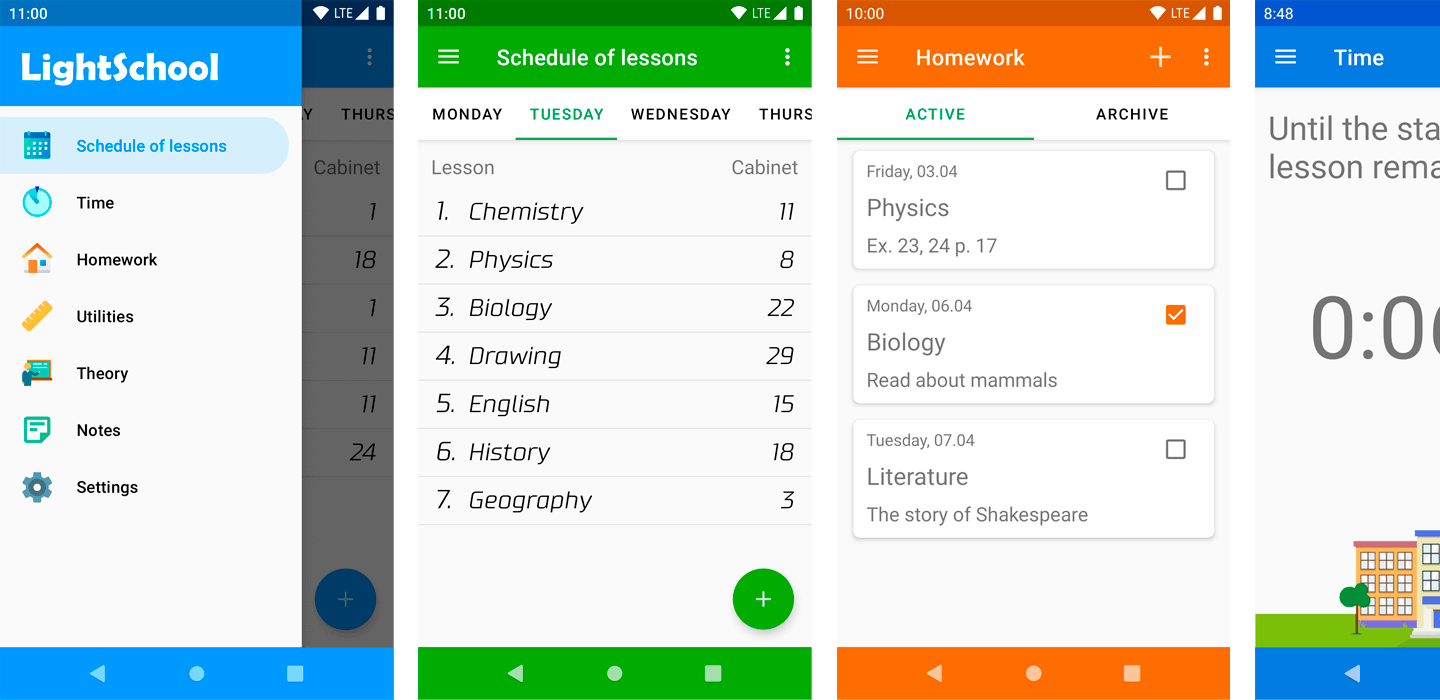 11:00 LTE
LightSchool
Schedule of lessons
Time
Homework
Utilities
Theory
Notes
Settings
THURS
Cabinet
1
18
1
11
11
24
11:00 LTE
Schedule of lessons
MONDAY TUESDAY WEDNESDAY THURS
Lesson Cabinet
1. Chemistry 11
2. Physics 8
3. Biology 22
4. Drawing 29
5. English 15
6. History 18
7. Geography 3
10:00 LTE
Homework
ACTIVE ARCHIVE
Friday, 03.04
Physics
Ex. 23, 24 p. 17
Monday, 06.04
Biology
Read about mammals
Tuesday, 07.04
Literature
The story of Shakespeare
8:48
Time
Until the sta
lesson rema
0:0